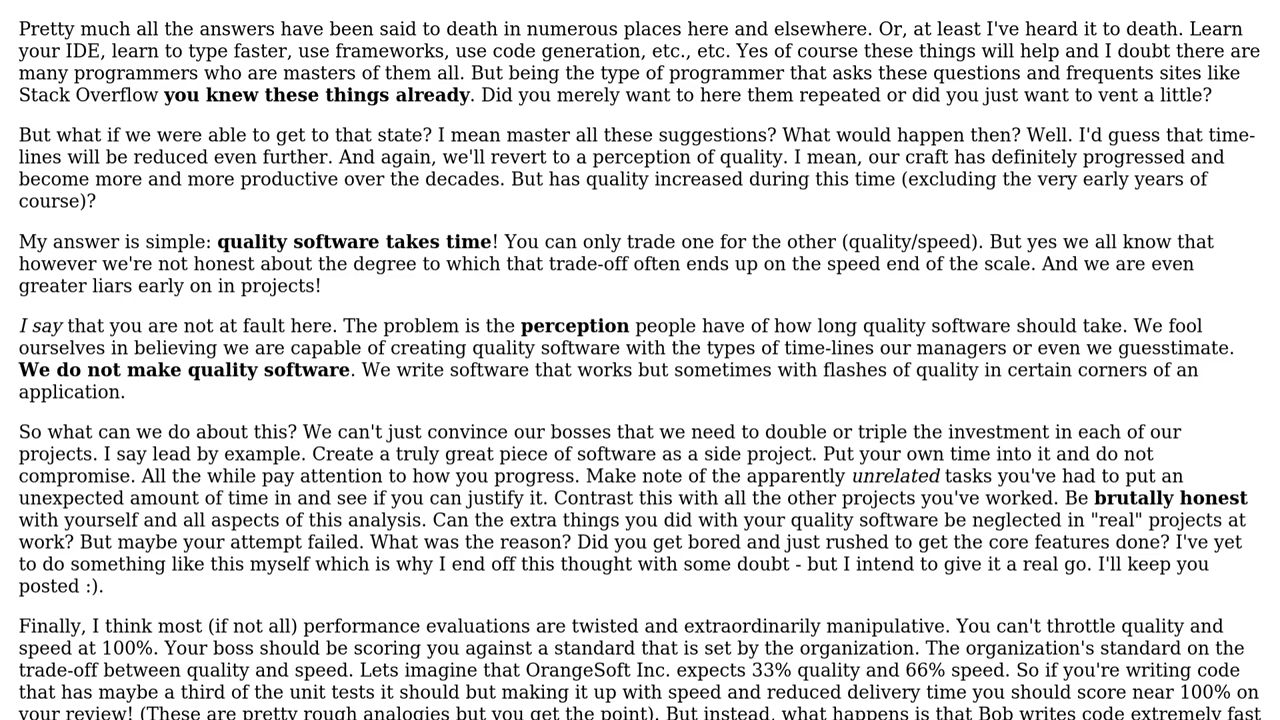 Pretty much all the answers have been said to death in numerous places here and elsewhere. Or, at least I've heard it to death. Learn
your IDE, learn to type faster, use frameworks, use code generation, etc., etc. Yes of course these things will help and I doubt there are
many programmers who are masters of them all. But being the type of programmer that asks these questions and frequents sites like
Stack Overflow you knew these things already. Did you merely want to here them repeated or did you just want to vent a little?
But what if we were able to get to that state? I mean master all these suggestions? What would happen then? Well. I'd guess that time-
lines will be reduced even further. And again, we'll revert to a perception of quality. I mean, our craft has definitely progressed and
become more and more productive over the decades. But has quality increased during this time (excluding the very early years of
course)?
My answer is simple: quality software takes time! You can only trade one for the other (quality/speed). But yes we all know that
however we're not honest about the degree to which that trade-off often ends up on the speed end of the scale. And we are even
greater liars early on in projects!
I say that you are not at fault here. The problem is the perception people have of how long quality software should take. We fool
ourselves in believing we are capable of creating quality software with the types of time-lines our managers or even we guesstimate.
We do not make quality software. We write software that works but sometimes with flashes of quality in certain corners of an
application.
So what can we do about this? We can't just convince our bosses that we need to double or triple the investment in each of our
projects. I say lead by example. Create a truly great piece of software as a side project. Put your own time into it and do not
compromise. All the while pay attention to how you progress. Make note of the apparently unrelated tasks you've had to put an
unexpected amount of time in and see if you can justify it. Contrast this with all the other projects you've worked. Be brutally honest
with yourself and all aspects of this analysis. Can the extra things you did with your quality software be neglected in "real" projects at
work? But maybe your attempt failed. What was the reason? Did you get bored and just rushed to get the core features done? I've yet
to do something like this myself which is why I end off this thought with some doubt - but I intend to give it a real go. I'll keep you
posted :).
Finally, I think most (if not all) performance evaluations are twisted and extraordinarily manipulative. You can't throttle quality and
speed at 100%. Your boss should be scoring you against a standard that is set by the organization. The organization's standard on the
trade-off between quality and speed. Lets imagine that OrangeSoft Inc. expects 33% quality and 66% speed. So if you're writing code
that has maybe a third of the unit tests it should but making it up with speed and reduced delivery time you should score near 100% on
your review! (These are pretty rough analogies but you get the point). But instead, what happens is that Bob writes code extremely fast